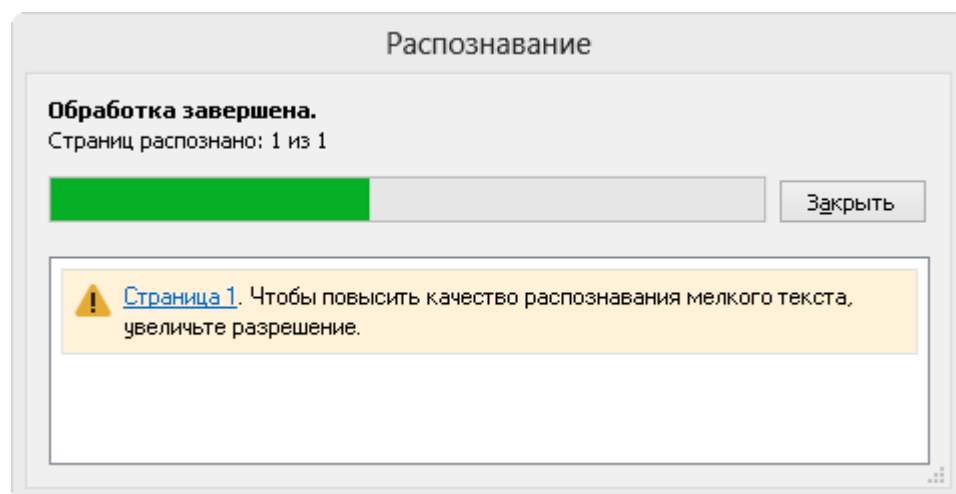 Распознавание
Обработка завершена.
Страниц распознано: 1 из 1
Закрыть
Страница 1. Чтобы повысить качество распознавания мелкого текста,
увеличьте разрешение.